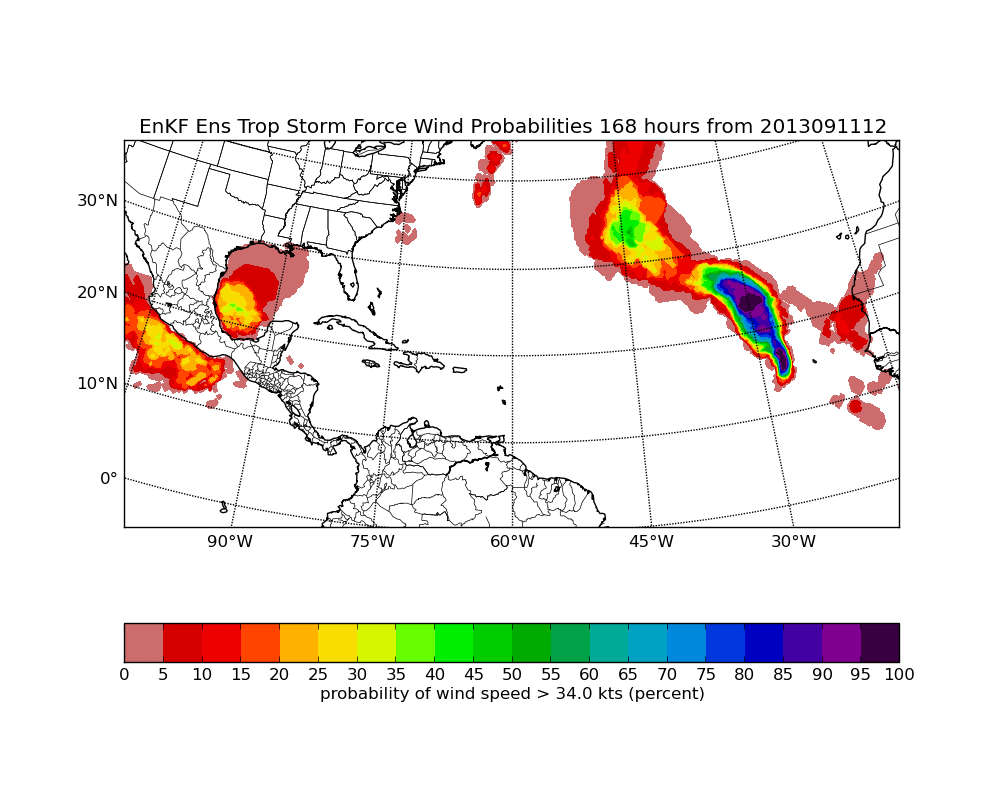 EnKF Ens Trop Storm Force Wind Probabilities 168 hours from 2013091112
30°N
20°N
10°N
0°
90°W 75°W 60°W 45°W 30°W
0 5 10 15 20 25 30 35 40 45 50 55 60 65 70 75 80 85 90 95 100
probability of wind speed > 34.0 kts (percent)